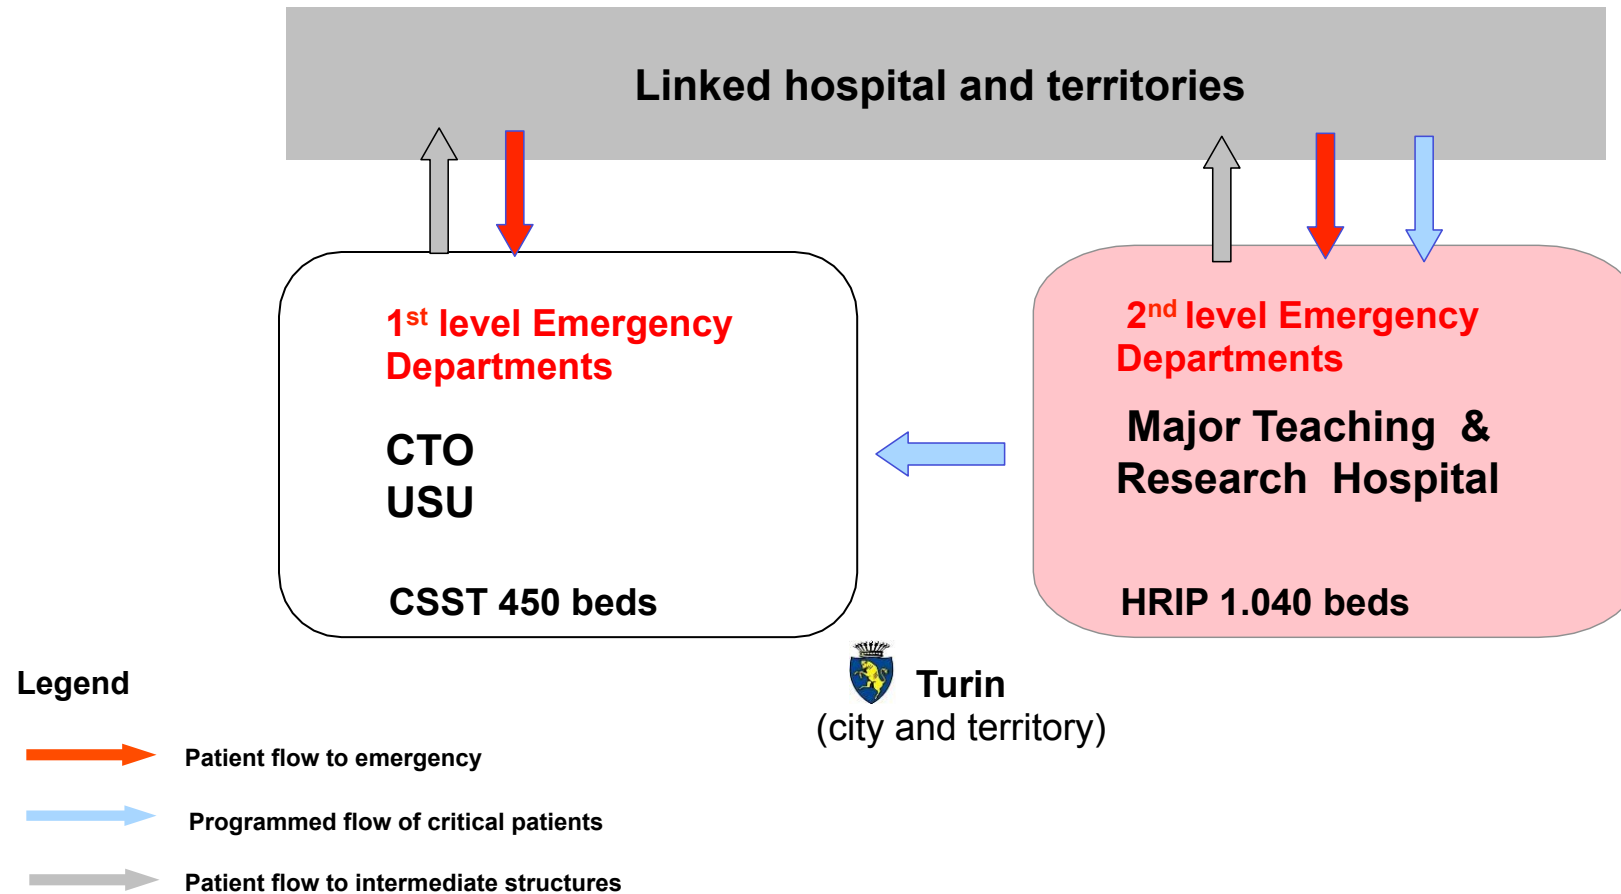 Linked hospital and territories
1st level Emergency
Departments
CTO
USU
CSST 450 beds
2nd level Emergency
Departments
Major Teaching & 
Research Hospital
HRIP 1.040 beds
Turin
(city and territory)
Legend
Patient flow to emergency
Programmed flow of critical patients
Patient flow to intermediate structures